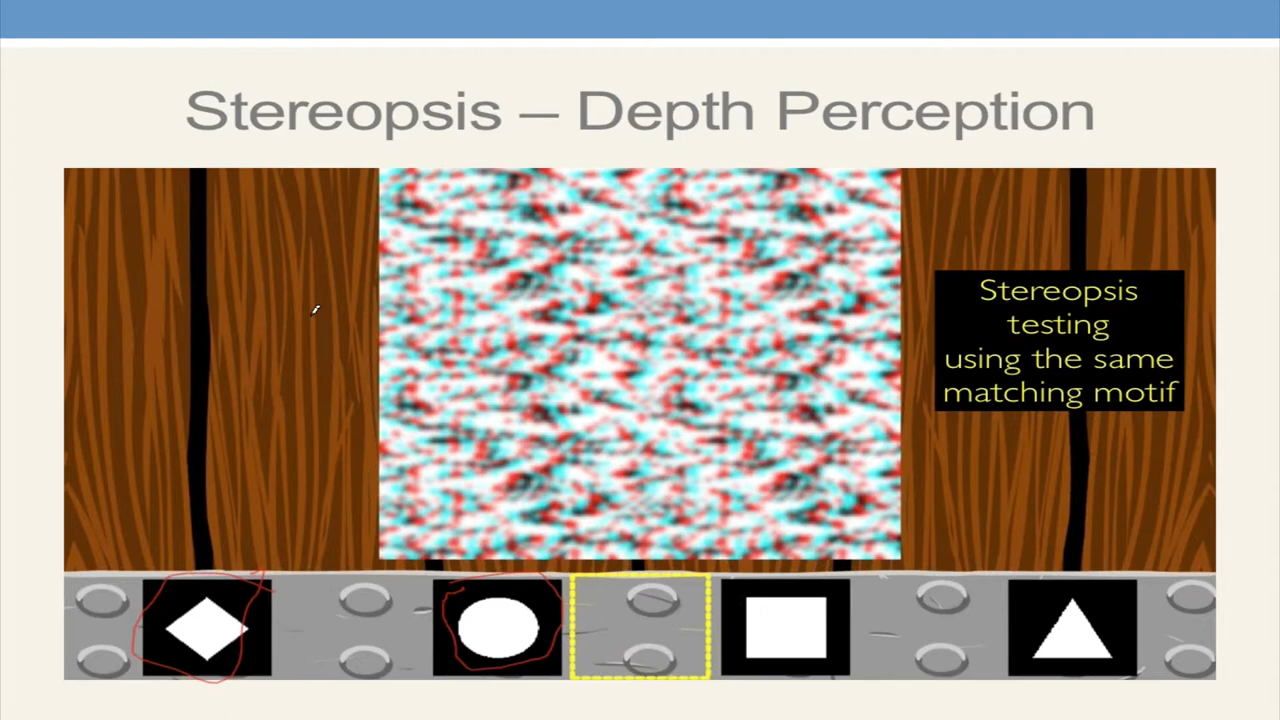 Stereopsis – Depth Perception
Stereopsis
testing
using the same
matching motif